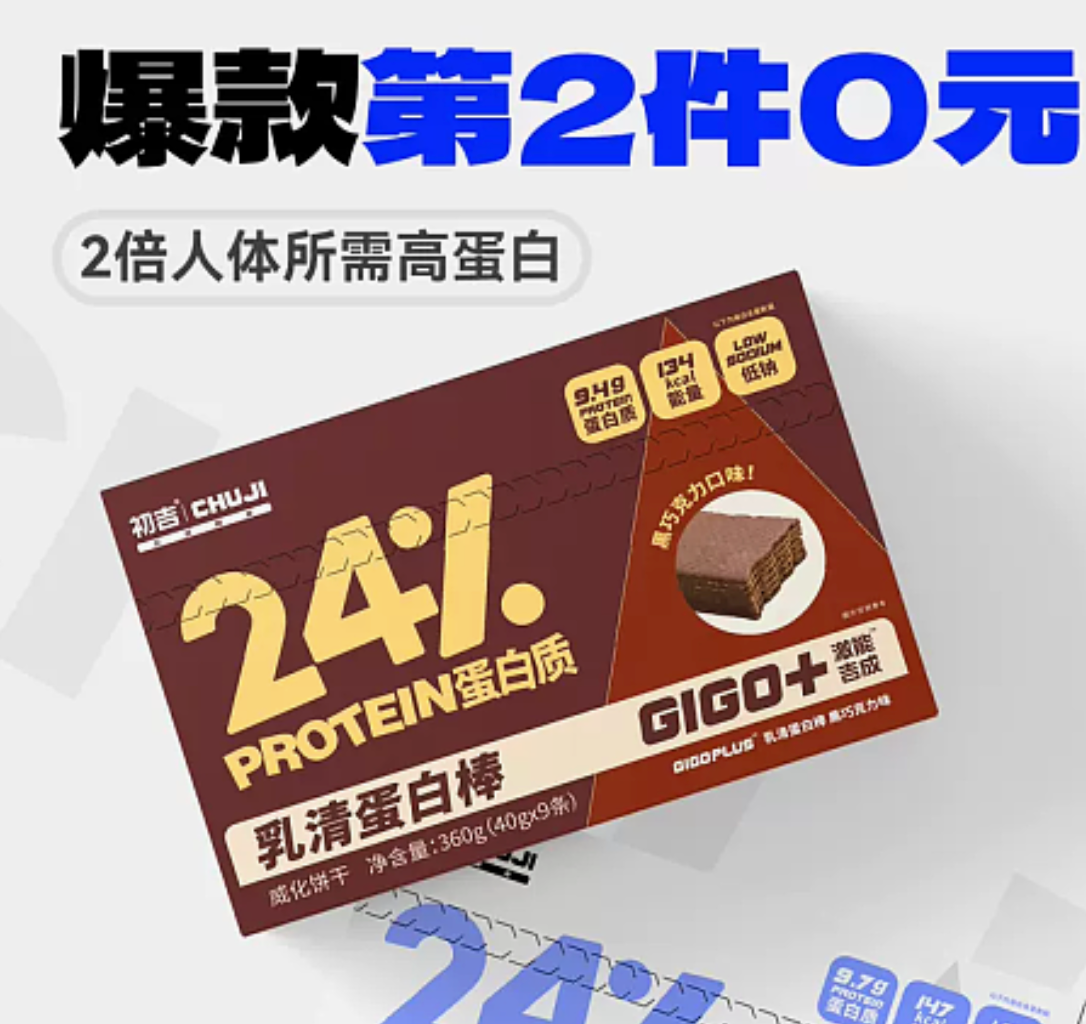 爆款第2件0元
2倍人体所需高蛋白
9.4g
PROTEIN
蛋白质
134
kcal
能量
LOW
SODIUM
低钠
初吉 CHUJI
黑巧克力口味!
24%
PROTEIN蛋白质
GIGO+ 激能吉成
乳清蛋白棒
GIGOPLUS 乳清蛋白棒 黑巧克力味
威化饼干 净含量:360g(40gx9条)
24%
9.7g
PROTEIN
蛋白质
147
kcal